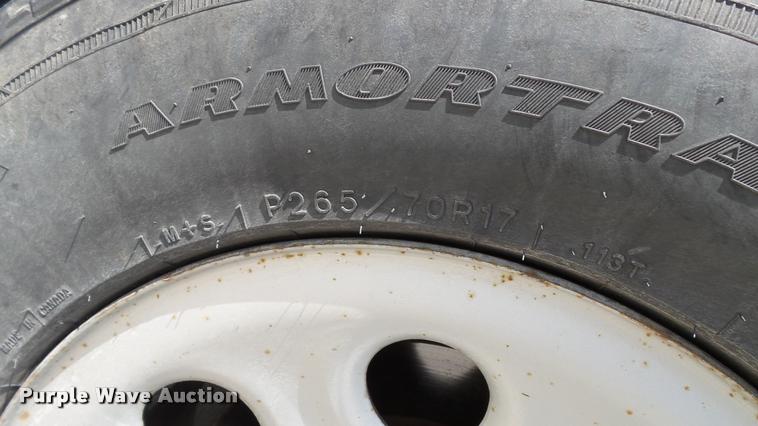 ARMORTRA
M+S P265/70R17 113T
MADE IN CANADA
Purple Wave Auction